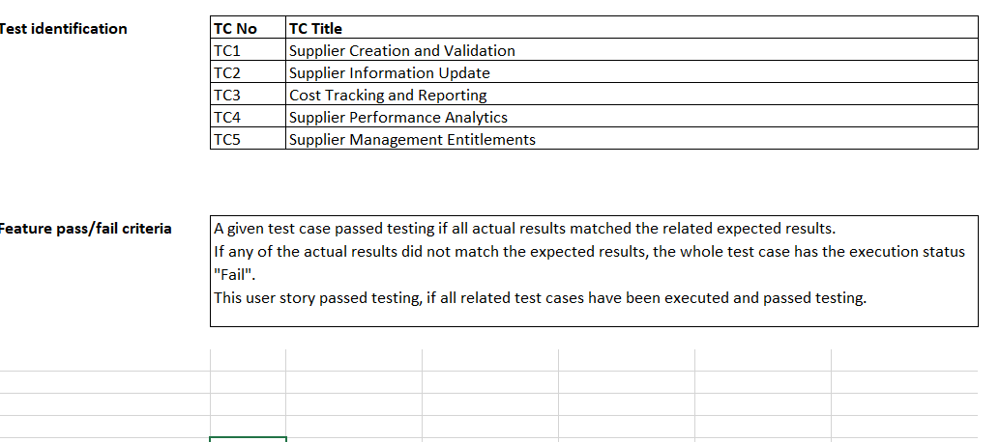 Test identification
TC No TC Title
TC1 Supplier Creation and Validation
TC2 Supplier Information Update
TC3 Cost Tracking and Reporting
TC4 Supplier Performance Analytics
TC5 Supplier Management Entitlements
Feature pass/fail criteria
A given test case passed testing if all actual results matched the related expected results.
If any of the actual results did not match the expected results, the whole test case has the execution status
"Fail".
This user story passed testing, if all related test cases have been executed and passed testing.